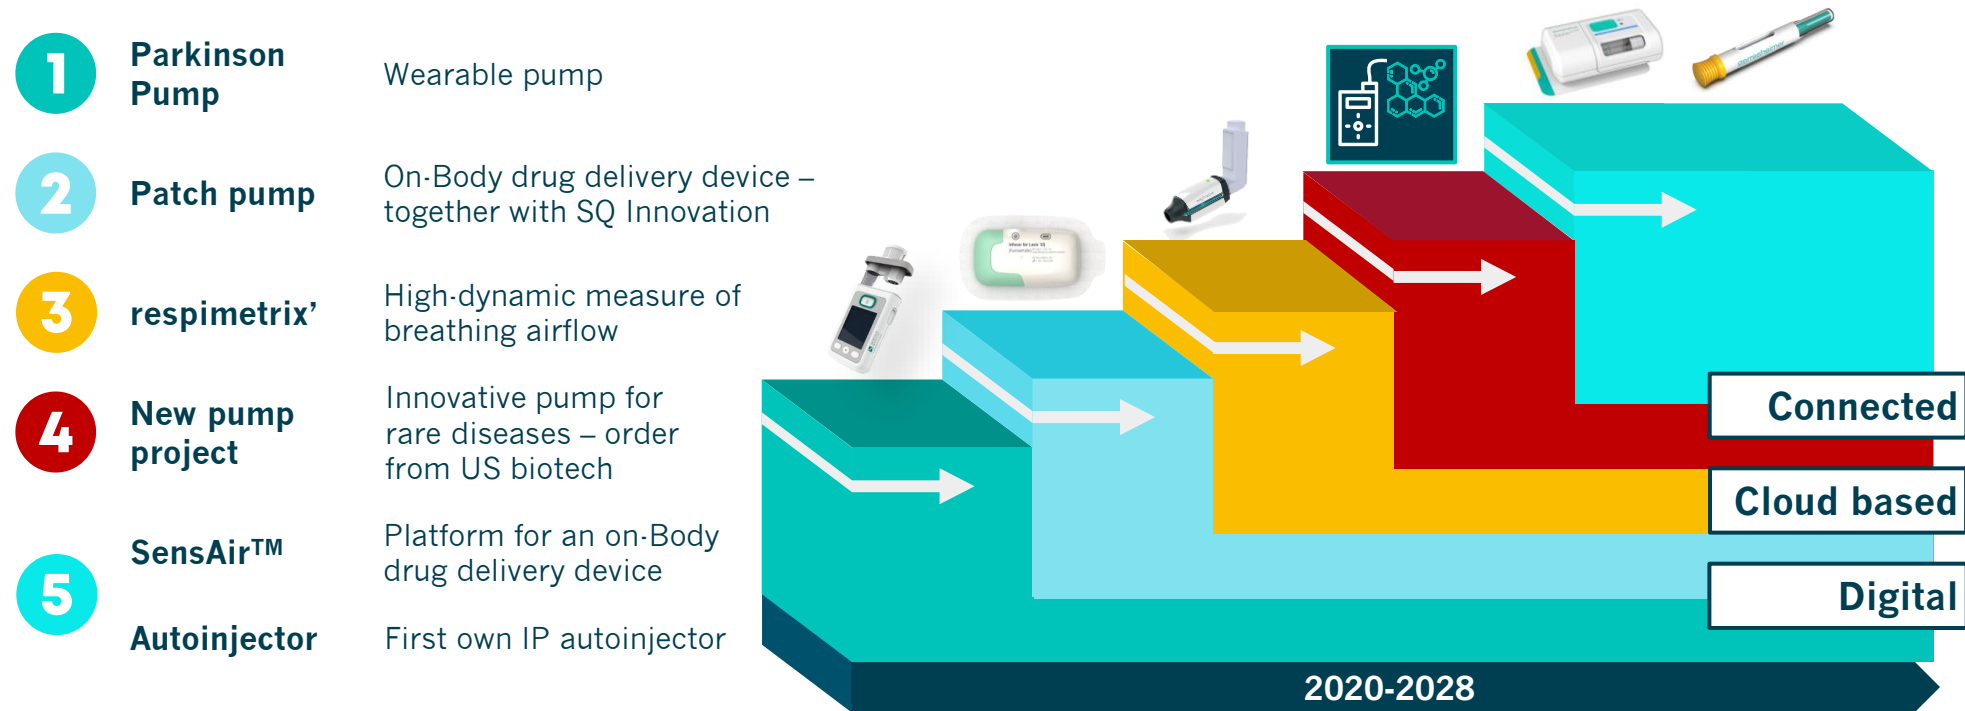 1
Parkinson
Pump
Wearable pump
2
Patch pump
On-Body drug delivery device –
together with SQ Innovation
3
respimetrix’
High-dynamic measure of
breathing airflow
4
New pump
project
Innovative pump for
rare diseases – order
from US biotech
5
SensAir™
Platform for an on-Body
drug delivery device
Autoinjector
First own IP autoinjector
gerresheimer
Connected
Cloud based
Digital
2020-2028